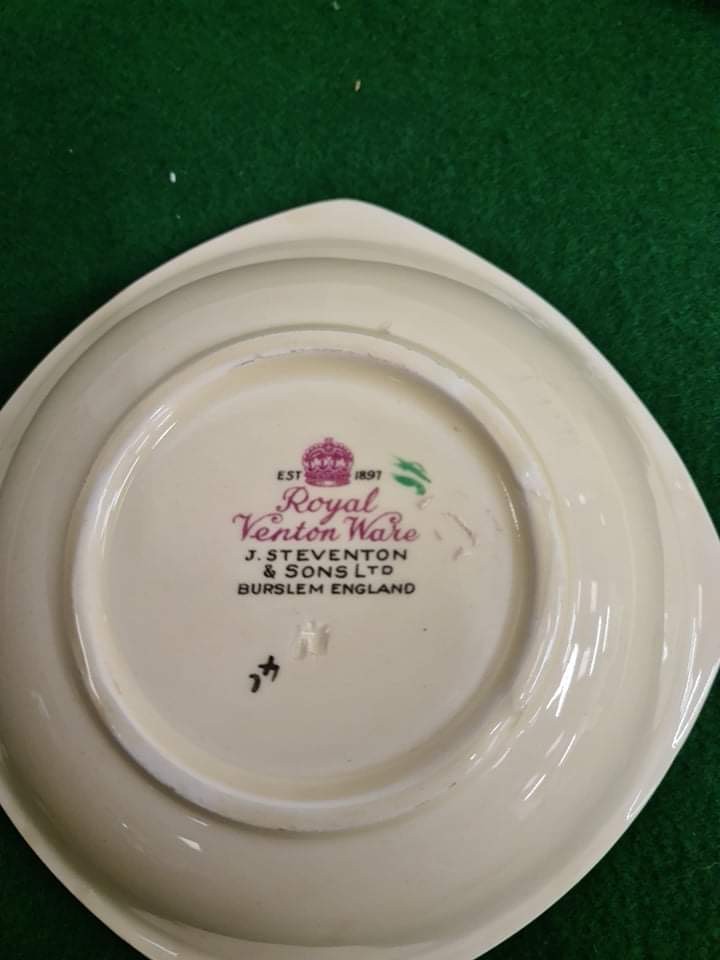 EST 1897
Royal
Venton Ware
J. STEVENTON
& SONS LTD
BURSLEM ENGLAND